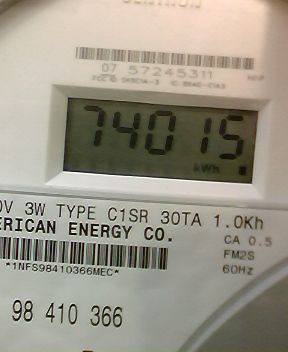 CENTRON
07 57245311
74015
kWh
0V 3W TYPE C1SR 30TA 1.0Kh
ERICAN ENERGY CO.
CA 0.5
*1NFS98410366MEC*
FM2S
60Hz
98 410 366